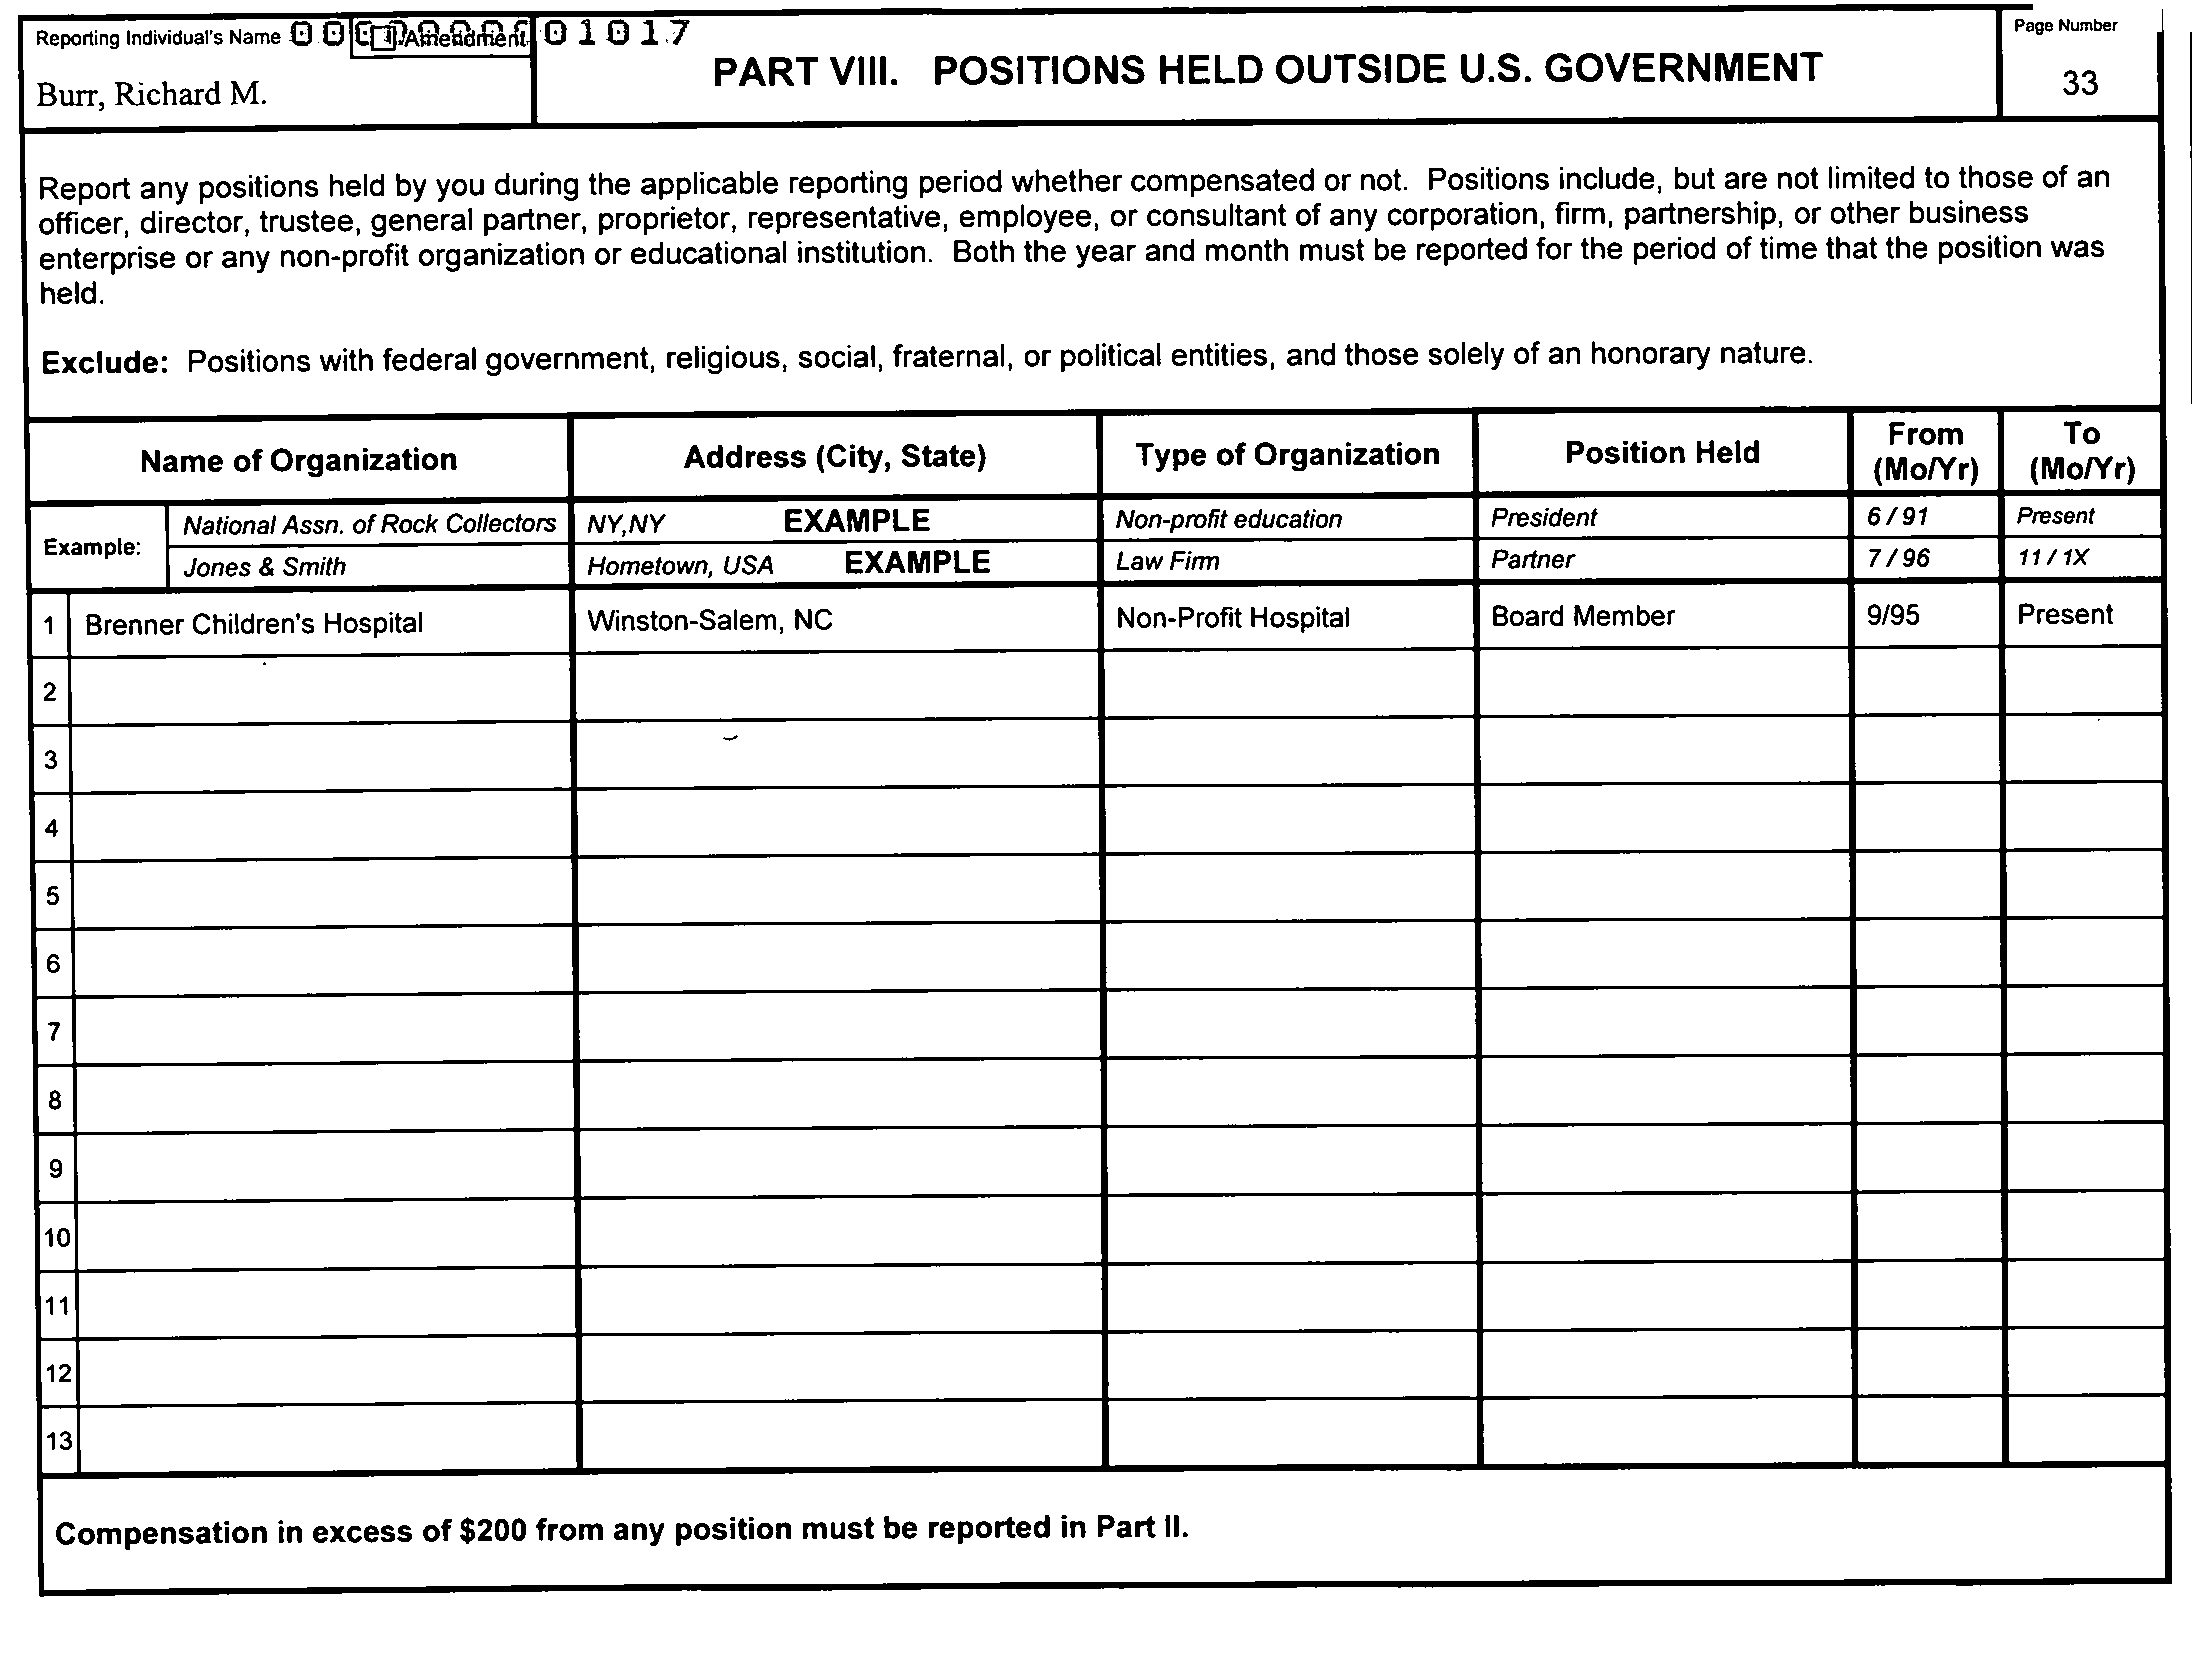 Reporting Individual's Name
Amendment
01017
Burr, Richard M.
PART VIII. POSITIONS HELD OUTSIDE U.S. GOVERNMENT
Page Number
33
Report any positions held by you during the applicable reporting period whether compensated or not. Positions include, but are not limited to those of an
officer, director, trustee, general partner, proprietor, representative, employee, or consultant of any corporation, firm, partnership, or other business
enterprise or any non-profit organization or educational institution. Both the year and month must be reported for the period of time that the position was
held.
Exclude: Positions with federal government, religious, social, fraternal, or political entities, and those solely of an honorary nature.
Name of Organization Address (City, State) Type of Organization Position Held From (Mo/Yr) To (Mo/Yr)
Example:
National Assn. of Rock Collectors NY,NY EXAMPLE Non-profit education President 6 / 91 Present
Jones & Smith Hometown, USA EXAMPLE Law Firm Partner 7 / 96 11 / 1X
1 Brenner Children's Hospital Winston-Salem, NC Non-Profit Hospital Board Member 9/95 Present
2
3
4
5
6
7
8
9
10
11
12
13
Compensation in excess of $200 from any position must be reported in Part II.